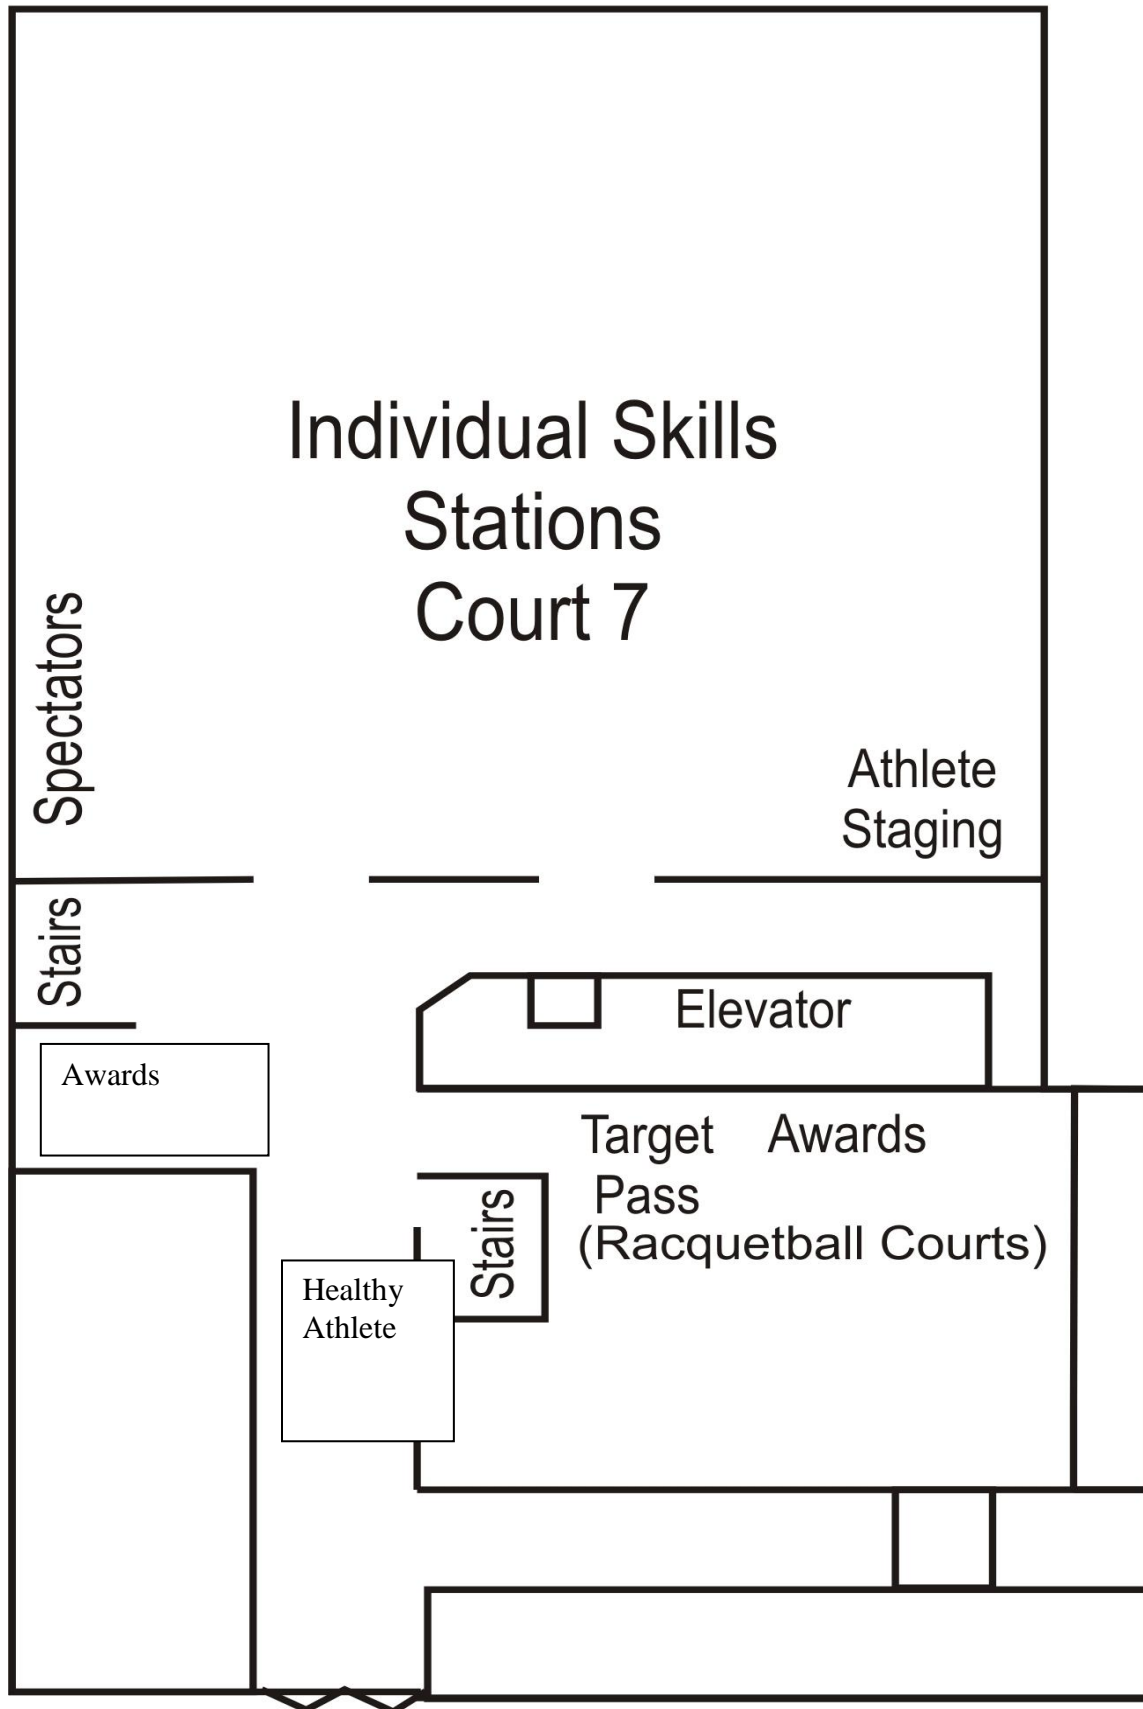 Individual Skills
Stations
Court 7
Spectators
Athlete
Staging
Stairs
Elevator
Awards
Target Awards
Pass
(Racquetball Courts)
Stairs
Healthy
Athlete